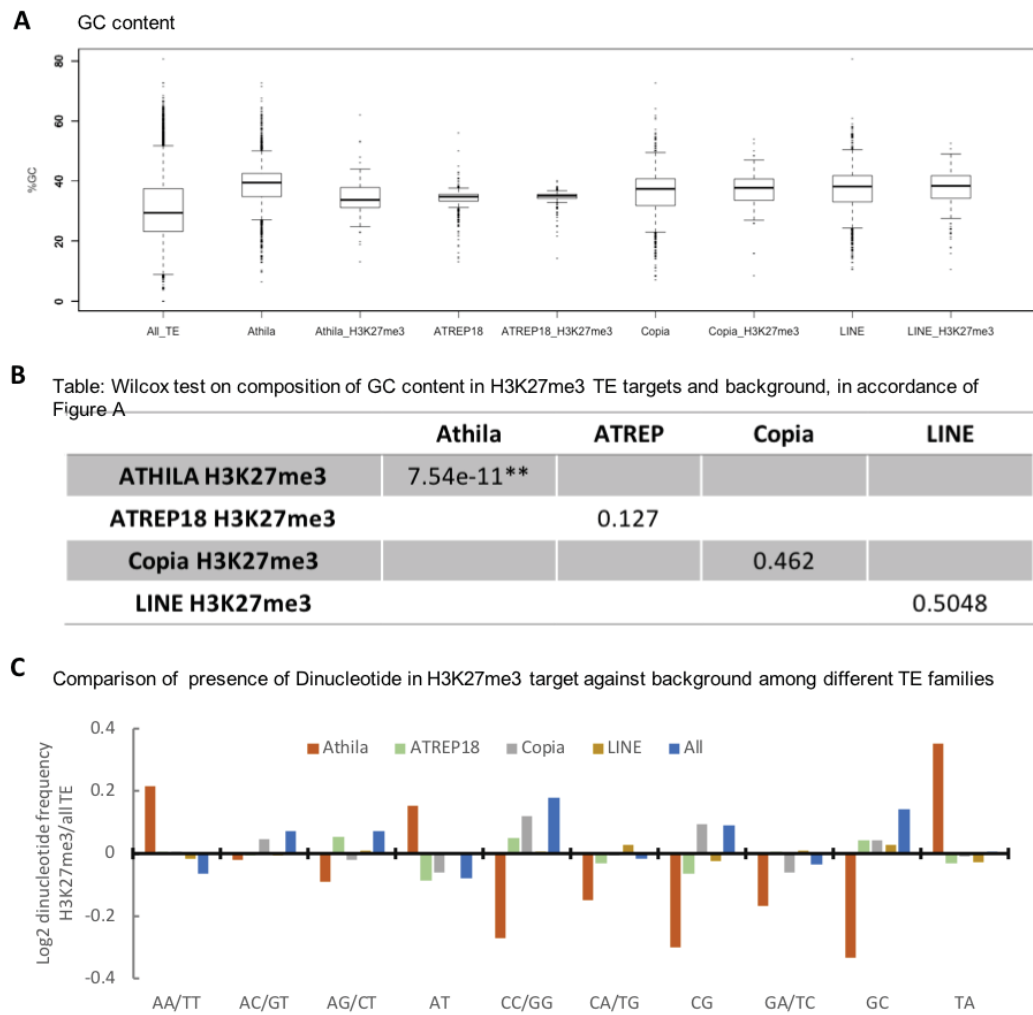 A GC content
80
60
40
20
0
%GC
All_TE Athila Athila_H3K27me3 ATREP18 ATREP18_H3K27me3 Copia Copia_H3K27me3 LINE LINE_H3K27me3
B Table: Wilcox test on composition of GC content in H3K27me3 TE targets and background, in accordance of
Figure A
Athila ATREP Copia LINE
ATHILA H3K27me3 7.54e-11**
ATREP18 H3K27me3 0.127
Copia H3K27me3 0.462
LINE H3K27me3 0.5048
C Comparison of presence of Dinucleotide in H3K27me3 target against background among different TE families
Log2 dinucleotide frequency
H3K27me3/all TE
0.4
Athila ATREP18 Copia LINE All
0.2
0
-0.2
-0.4
AA/TT AC/GT AG/CT AT CC/GG CA/TG CG GA/TC GC TA